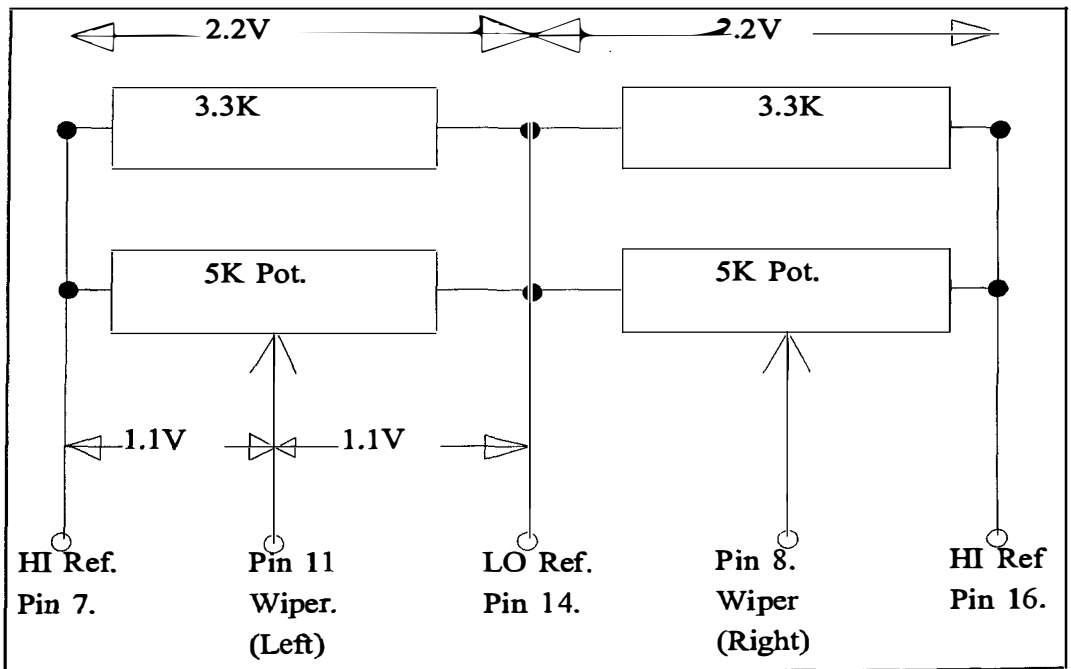 2.2V 2.2V
3.3K 3.3K
5K Pot. 5K Pot.
1.1V 1.1V
HI Ref. Pin 11 LO Ref. Pin 8. HI Ref
Pin 7. Wiper. Pin 14. Wiper Pin 16.
(Left) (Right)